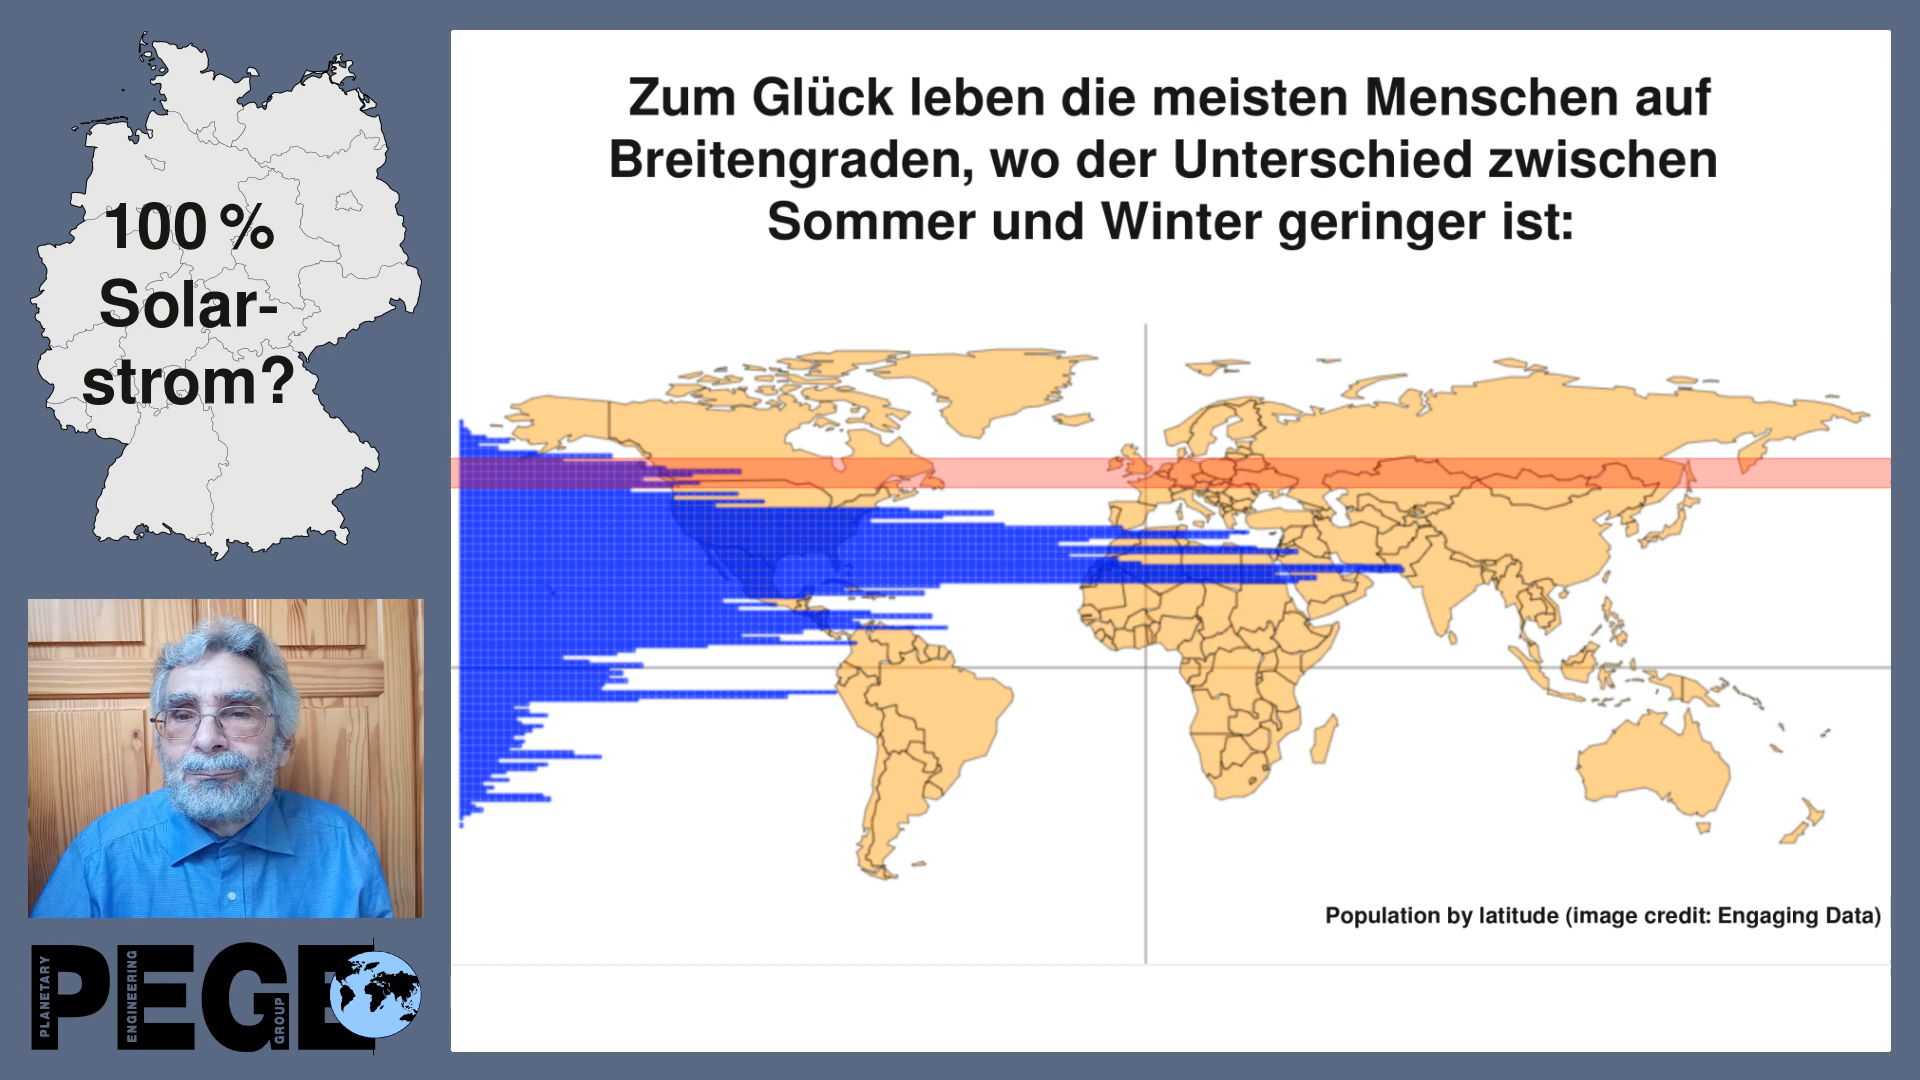 100 %
Solar-
strom?
Zum Glück leben die meisten Menschen auf
Breitengraden, wo der Unterschied zwischen
Sommer und Winter geringer ist:
Population by latitude (image credit: Engaging Data)
PEGE
PLANETARY
ENGINEERING
GROUP